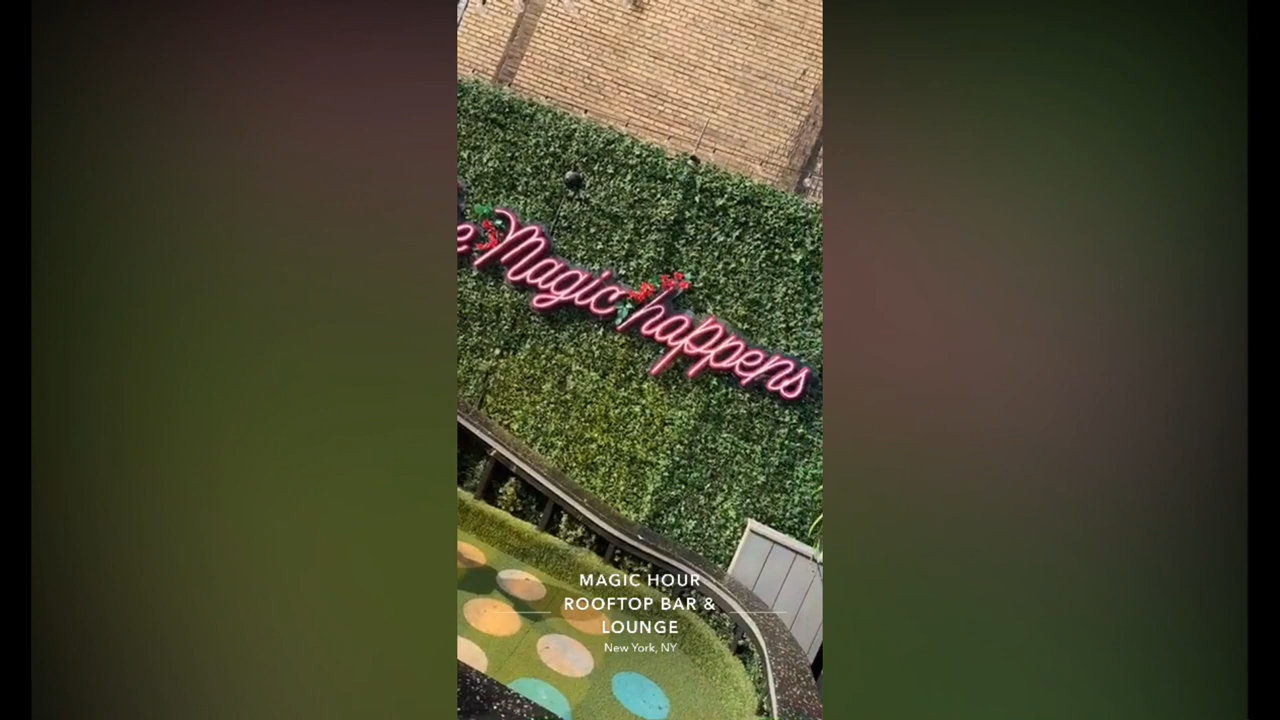 e Magic happens
MAGIC HOUR
ROOFTOP BAR &
LOUNGE
New York, NY